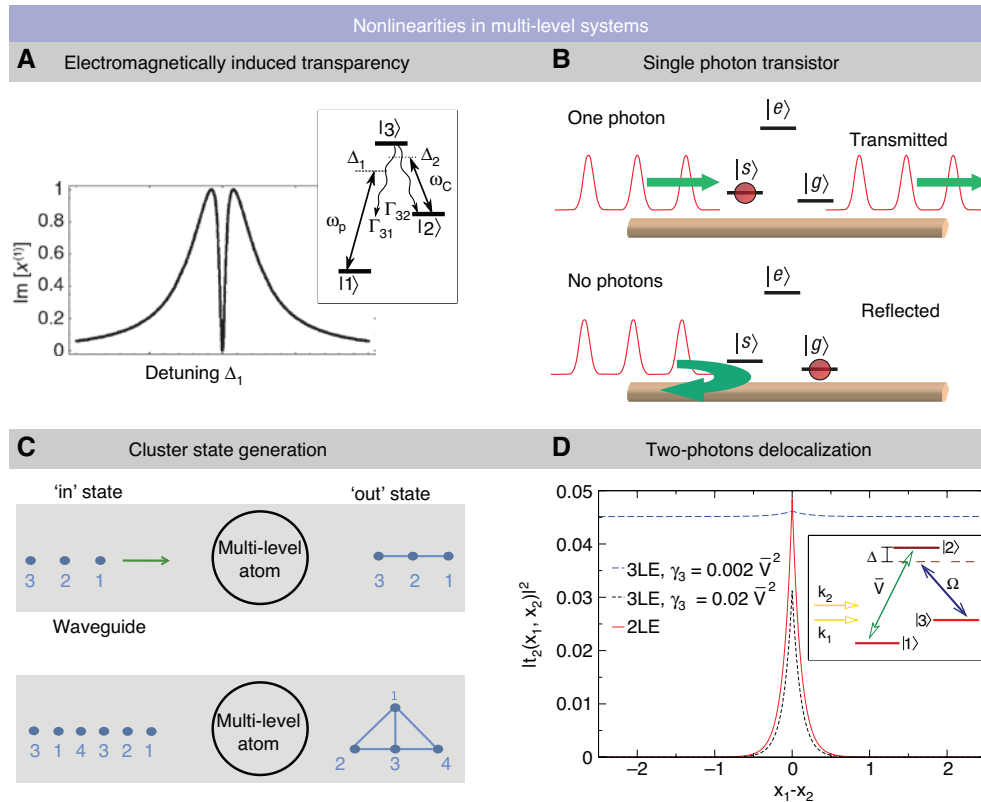 Nonlinearities in multi-level systems
A Electromagnetically induced transparency
Im [x⁽¹⁾]
1
0.8
0.6
0.4
0.2
0
Detuning Δ₁
|3⟩
Δ₁
Δ₂
ω_p
ω_C
Γ₃₁
Γ₃₂
|2⟩
|1⟩
B Single photon transistor
One photon
|e⟩
Transmitted
|s⟩
|g⟩
No photons
|e⟩
Reflected
|s⟩
|g⟩
C Cluster state generation
'in' state
'out' state
Multi-level
atom
3 2 1
3 2 1
Waveguide
Multi-level
atom
3 1 4 3 2 1
1
2 3 4
D Two-photons delocalization
|t₂(x₁, x₂)|²
0.05
0.04
0.03
0.02
0.01
0
3LE, γ₃ = 0.002 V̄²
3LE, γ₃ = 0.02 V̄²
2LE
Δ
|2⟩
V̄
Ω
k₂
k₁
|3⟩
|1⟩
−2 −1 0 1 2
x₁-x₂